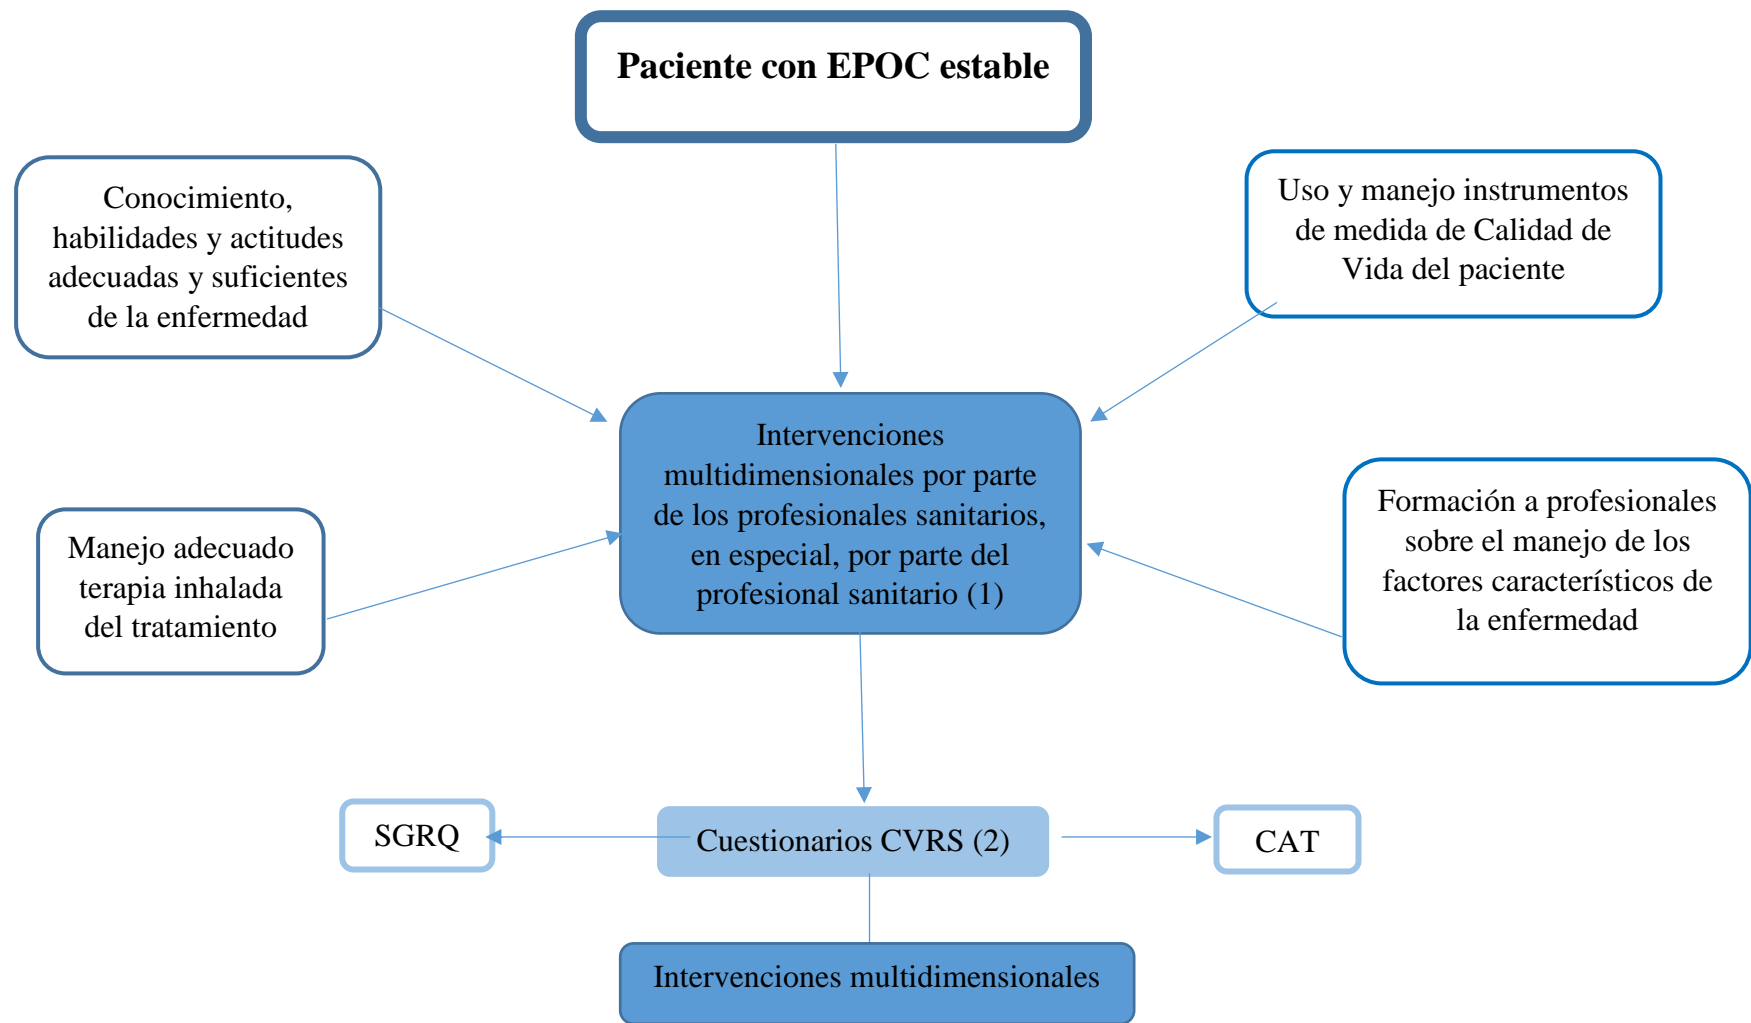 Paciente con EPOC estable
Conocimiento,
habilidades y actitudes
adecuadas y suficientes
de la enfermedad
Uso y manejo instrumentos
de medida de Calidad de
Vida del paciente
Intervenciones
multidimensionales por parte
de los profesionales sanitarios,
en especial, por parte del
profesional sanitario (1)
Manejo adecuado
terapia inhalada
del tratamiento
Formación a profesionales
sobre el manejo de los
factores característicos de
la enfermedad
SGRQ
Cuestionarios CVRS (2)
CAT
Intervenciones multidimensionales